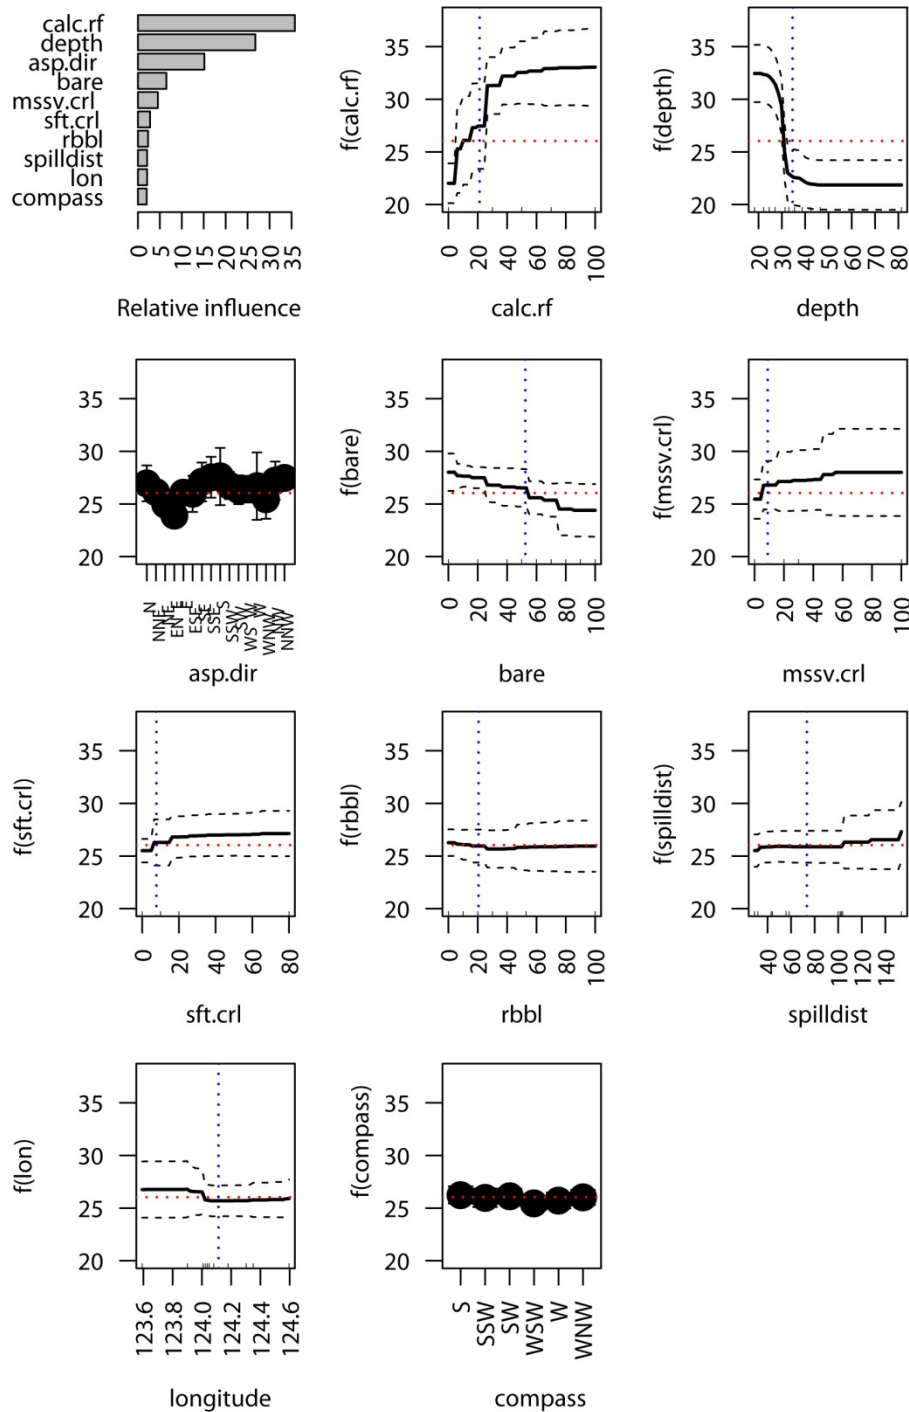 calc.rf
depth
asp.dir
bare
mssv.crl
sft.crl
rbbl
spilldist
lon
compass
0 5 10 15 20 25 30 35
Relative influence
f(calc.rf)
35
30
25
20
0 20 40 60 80 100
calc.rf
f(depth)
35
30
25
20
20 30 40 50 60 70 80
depth
35
30
25
20
N
NNE
ESE
SSE
S
SSW
WNW
NNW
asp.dir
f(bare)
35
30
25
20
0 20 40 60 80 100
bare
f(mssv.crl)
35
30
25
20
0 20 40 60 80 100
mssv.crl
f(sft.crl)
35
30
25
20
0 20 40 60 80
sft.crl
f(rbbl)
35
30
25
20
0 20 40 60 80 100
rbbl
f(spilldist)
35
30
25
20
40 60 80 100 120 140
spilldist
f(lon)
35
30
25
20
123.6 123.8 124.0 124.2 124.4 124.6
longitude
f(compass)
35
30
25
20
S SSW SW WSW W WNW
compass